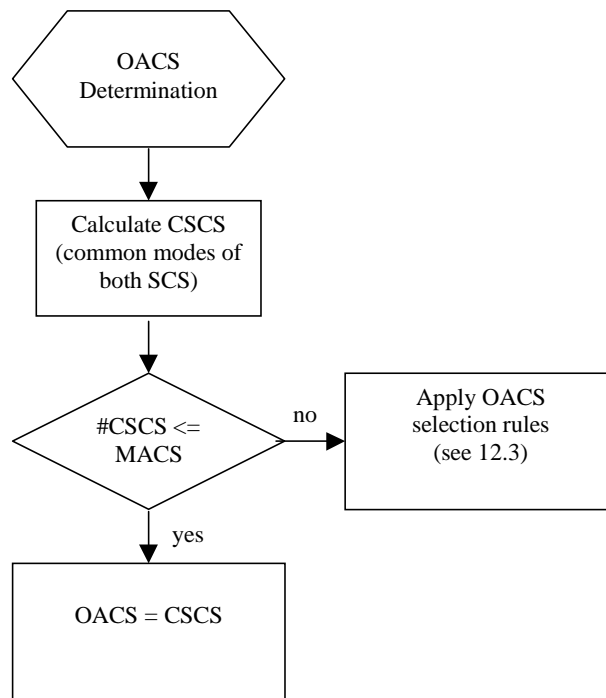 OACS
Determination
Calculate CSCS
(common modes of
both SCS)
#CSCS <=
MACS
no
Apply OACS
selection rules
(see 12.3)
yes
OACS = CSCS